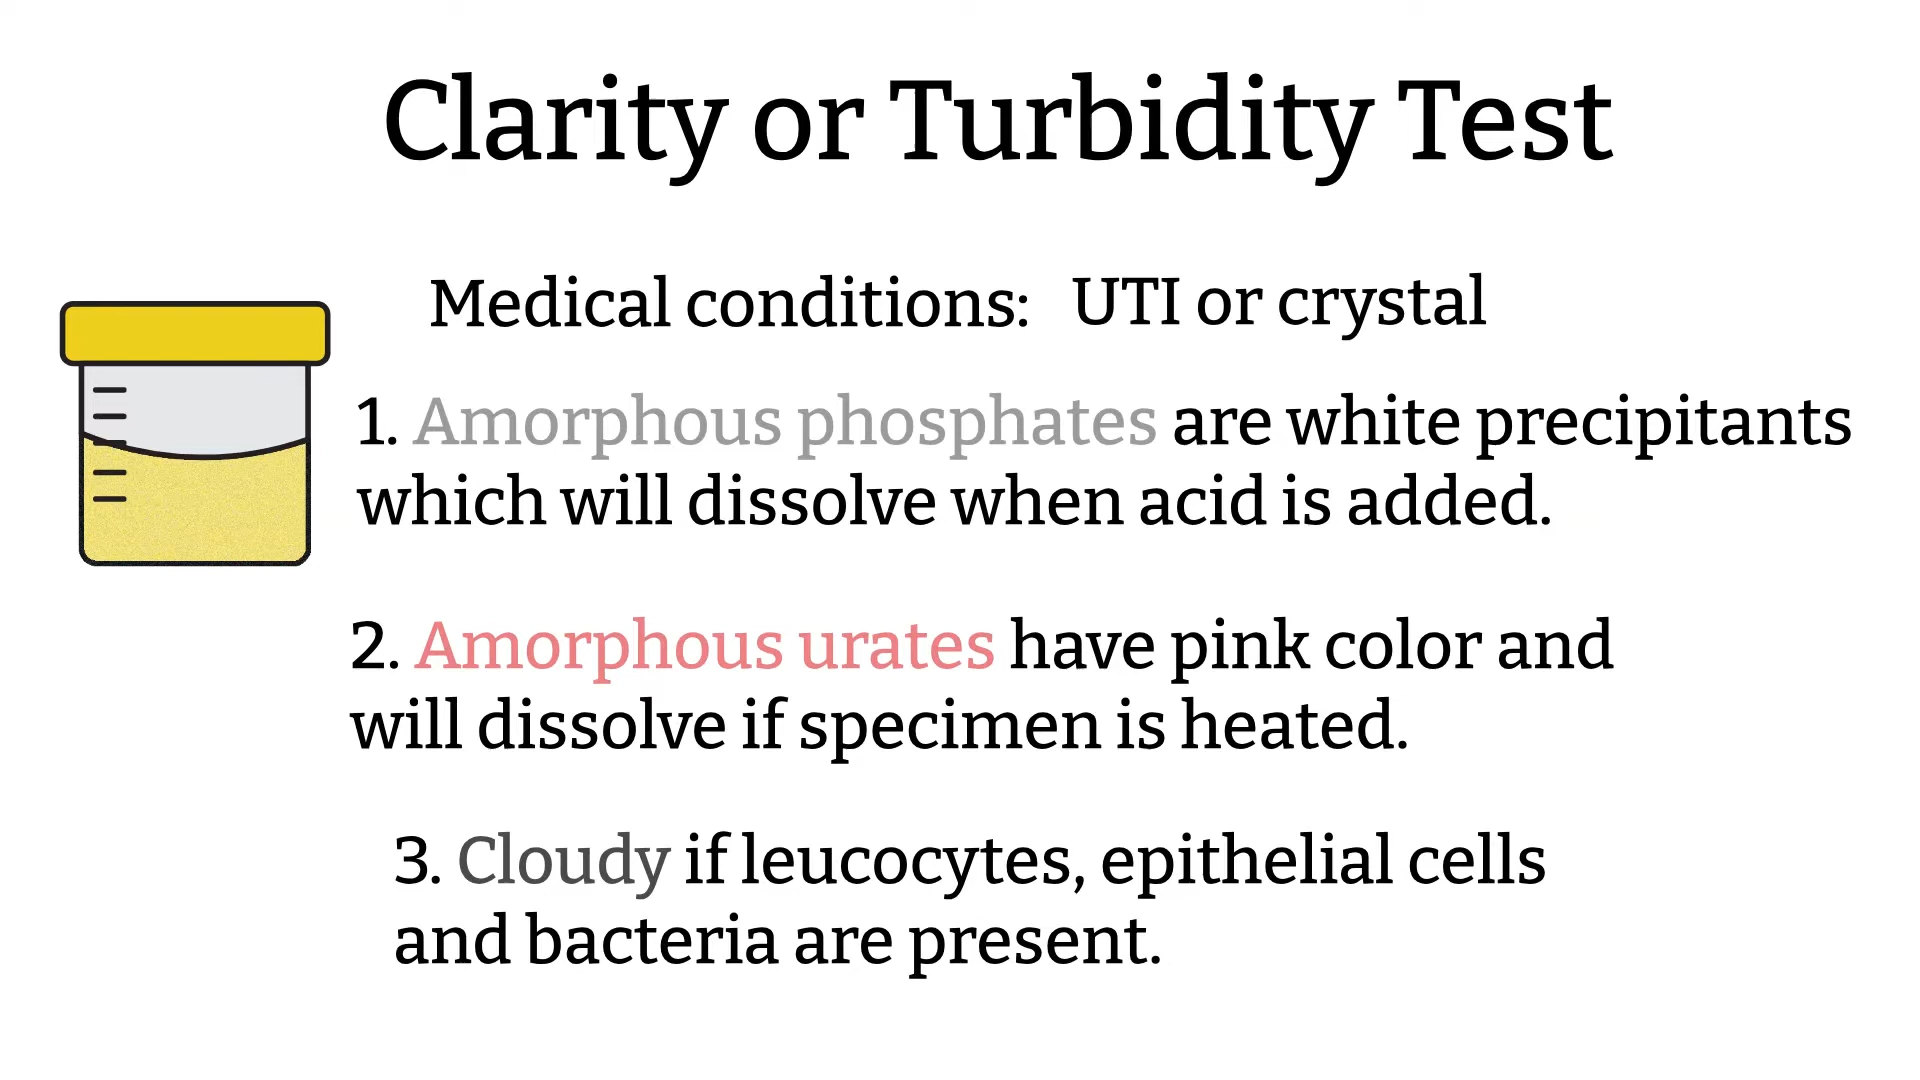 Clarity or Turbidity Test
Medical conditions: UTI or crystal
1. Amorphous phosphates are white precipitants
which will dissolve when acid is added.
2. Amorphous urates have pink color and
will dissolve if specimen is heated.
3. Cloudy if leucocytes, epithelial cells
and bacteria are present.